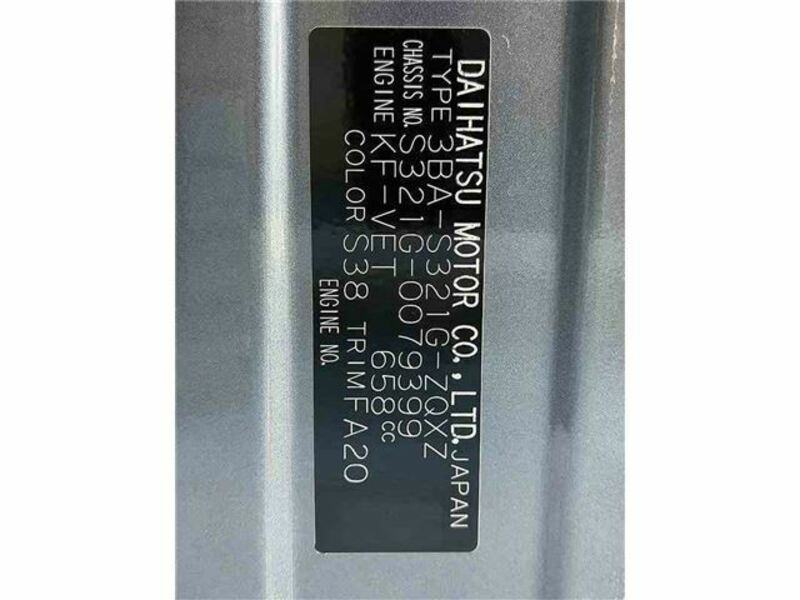 DAIHATSU MOTOR CO., LTD. JAPAN
TYPE 3BA-S321G-ZQXZ
CHASSIS NO. S321G-0079399
ENGINE KF-VET 658cc
COLOR S38 TRIM FA20
ENGINE NO.